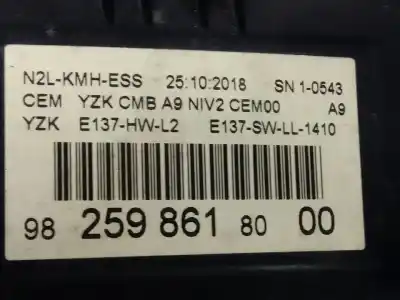 N2L-KMH-ESS 25:10:2018 SN 1-0543
CEM YZK CMB A9 NIV2 CEM00 A9
YZK E137-HW-L2 E137-SW-LL-1410
98 259 861 80 00